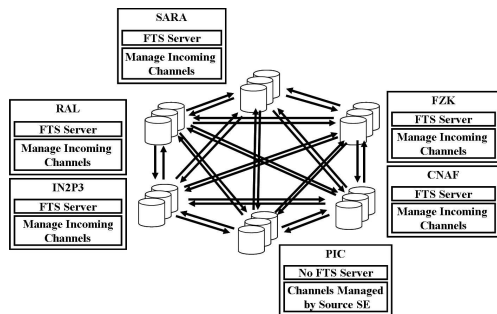 SARA
FTS Server
Manage Incoming
Channels
RAL
FTS Server
Manage Incoming
Channels
FZK
FTS Server
Manage Incoming
Channels
IN2P3
FTS Server
Manage Incoming
Channels
CNAF
FTS Server
Manage Incoming
Channels
PIC
No FTS Server
Channels Managed
by Source SE